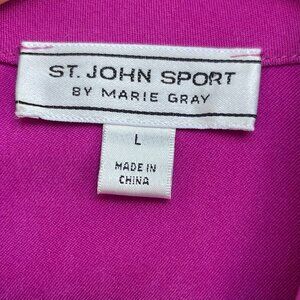 ST. JOHN SPORT
BY MARIE GRAY
L
MADE IN
CHINA